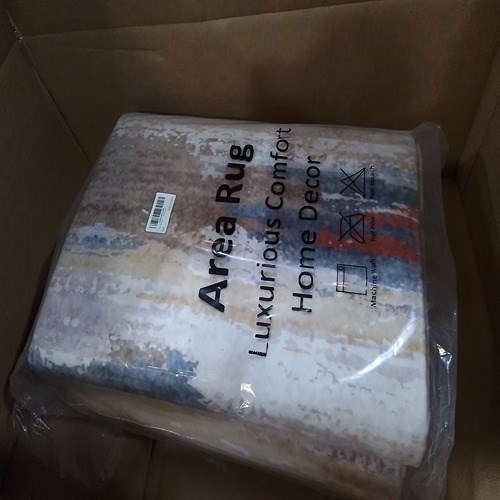 Area Rug
Luxurious Comfort
Home Decor
Machine Wash